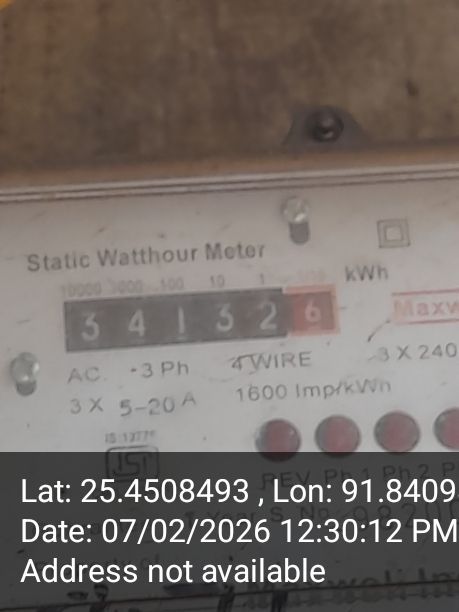 Static Watthour Meter
10000 1000 100 10 1
kWh
3 4 1 3 2 6
Maxw
AC. 3 Ph 4 WIRE 3 X 240
3 X 5-20 A 1600 Imp/kWh
Lat: 25.4508493 , Lon: 91.8409
Date: 07/02/2026 12:30:12 PM
Address not available